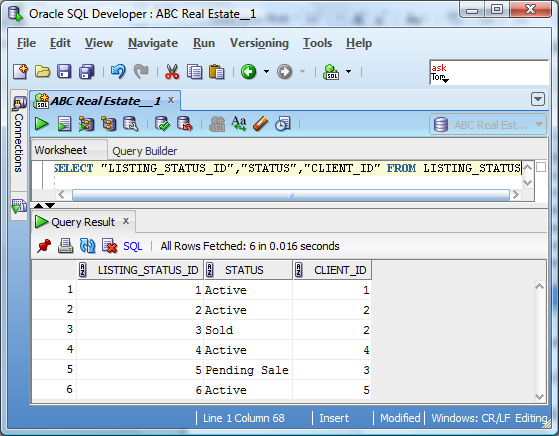 Oracle SQL Developer : ABC Real Estate__1
File Edit View Navigate Run Versioning Tools Help
ask
Tom
Connections
ABC Real Estate__1 x
ABC Real Est...
Worksheet Query Builder
SELECT "LISTING_STATUS_ID","STATUS","CLIENT_ID" FROM LISTING_STATUS
Query Result x
SQL | All Rows Fetched: 6 in 0.016 seconds
LISTING_STATUS_ID STATUS CLIENT_ID
1 1 Active 1
2 2 Active 2
3 3 Sold 2
4 4 Active 4
5 5 Pending Sale 3
6 6 Active 5
Line 1 Column 68 Insert Modified Windows: CR/LF Editing